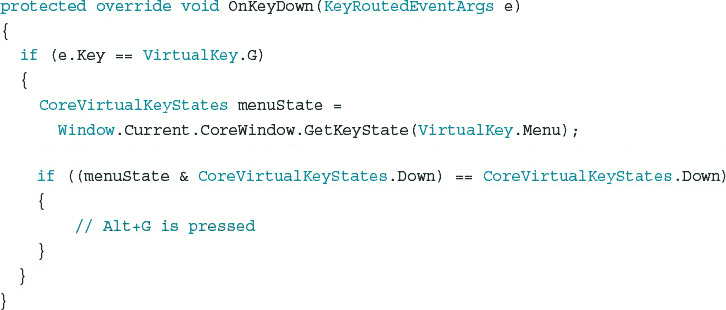 protected override void OnKeyDown(KeyRoutedEventArgs e)
{
  if (e.Key == VirtualKey.G)
  {
    CoreVirtualKeyStates menuState =
      Window.Current.CoreWindow.GetKeyState(VirtualKey.Menu);
    if ((menuState & CoreVirtualKeyStates.Down) == CoreVirtualKeyStates.Down)
    {
        // Alt+G is pressed
    }
  }
}